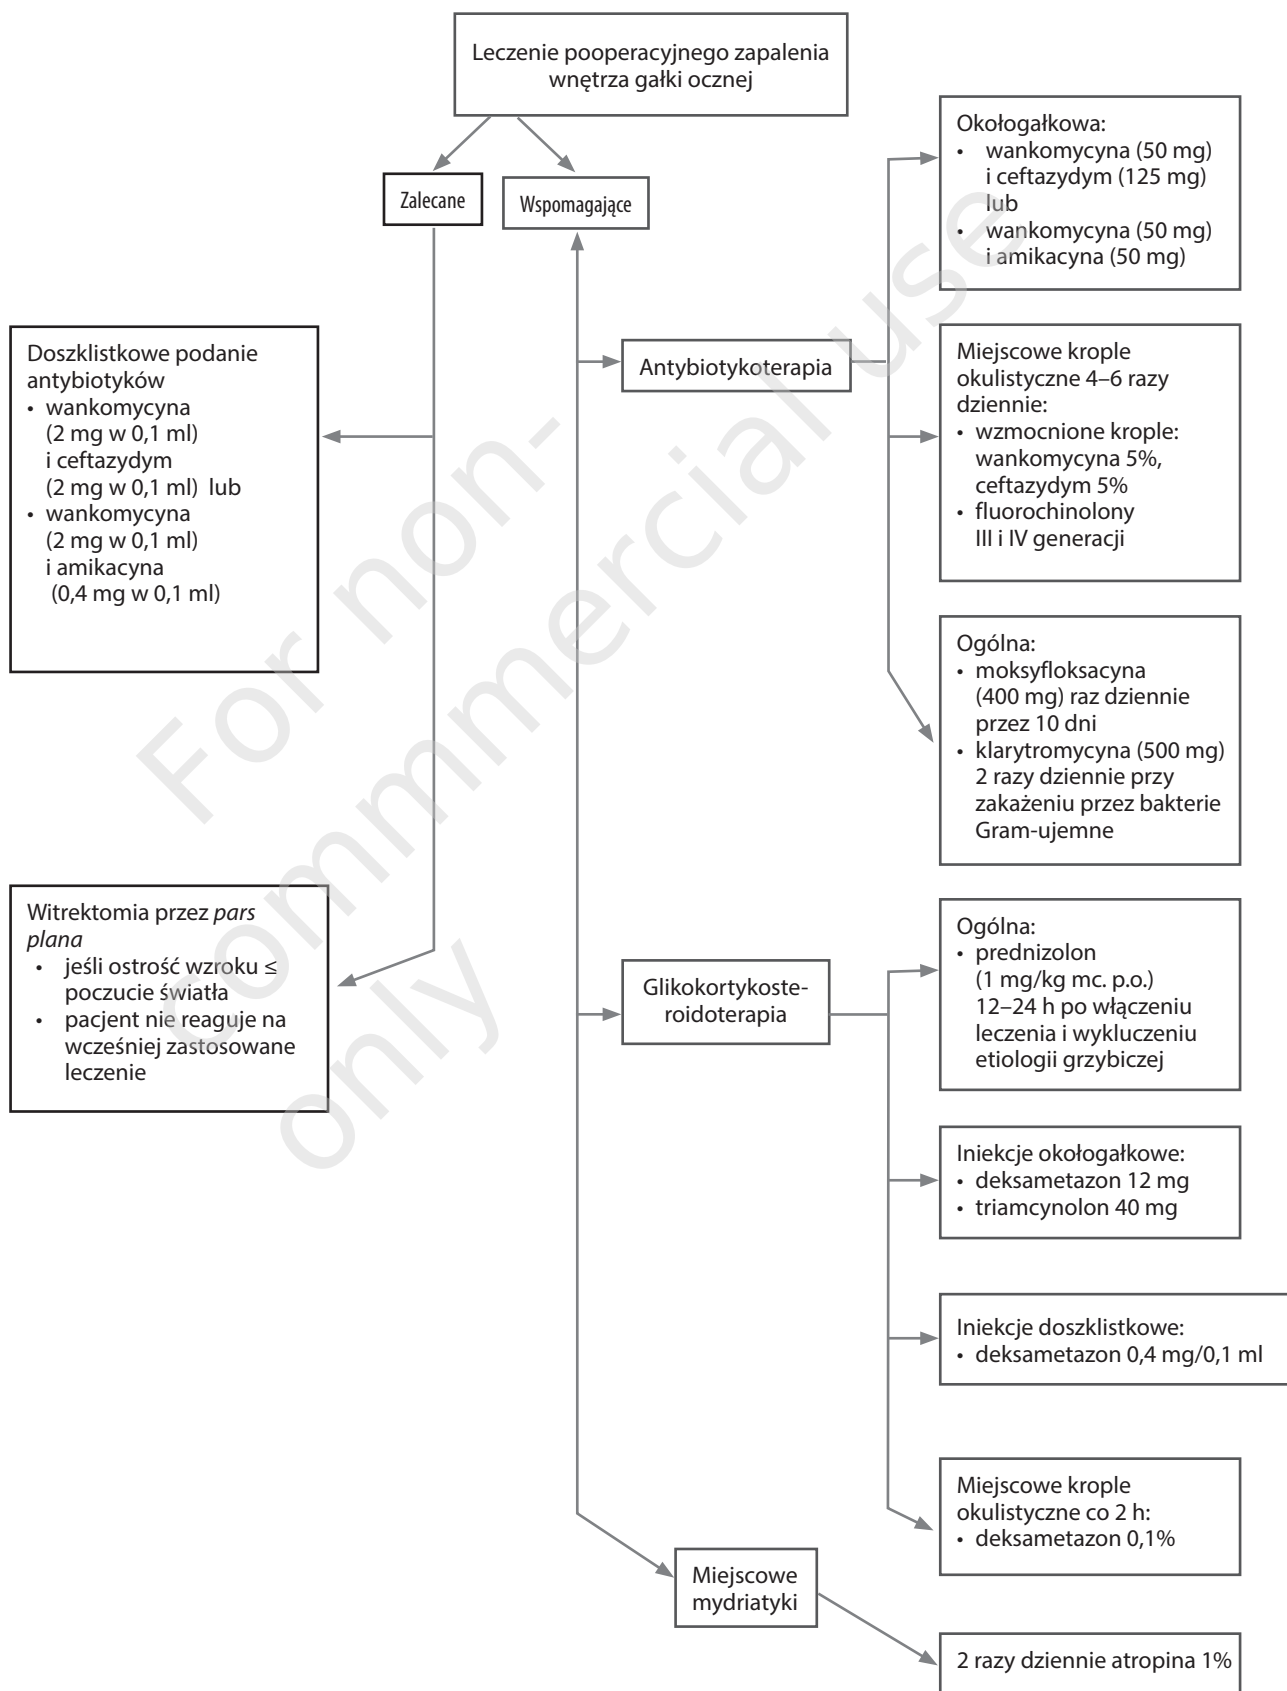 Leczenie pooperacyjnego zapalenia
wnętrza gałki ocznej
Zalecane
Wspomagające
Doszklistkowe podanie
antybiotyków
• wankomycyna
(2 mg w 0,1 ml)
i ceftazydym
(2 mg w 0,1 ml) lub
• wankomycyna
(2 mg w 0,1 ml)
i amikacyna
(0,4 mg w 0,1 ml)
Witrektomia przez pars
plana
• jeśli ostrość wzroku ≤
poczucie światła
• pacjent nie reaguje na
wcześniej zastosowane
leczenie
Antybiotykoterapia
Okołogałkowa:
• wankomycyna (50 mg)
i ceftazydym (125 mg)
lub
• wankomycyna (50 mg)
i amikacyna (50 mg)
Miejscowe krople
okulistyczne 4–6 razy
dziennie:
• wzmocnione krople:
wankomycyna 5%,
ceftazydym 5%
• fluorochinolony
III i IV generacji
Ogólna:
• moksyfloksacyna
(400 mg) raz dziennie
przez 10 dni
• klarytromycyna (500 mg)
2 razy dziennie przy
zakażeniu przez bakterie
Gram-ujemne
Glikokortykoste-
roidoterapia
Ogólna:
• prednizolon
(1 mg/kg mc. p.o.)
12–24 h po włączeniu
leczenia i wykluczeniu
etiologii grzybiczej
Iniekcje okołogałkowe:
• deksametazon 12 mg
• triamcynolon 40 mg
Iniekcje doszklistkowe:
• deksametazon 0,4 mg/0,1 ml
Miejscowe krople
okulistyczne co 2 h:
• deksametazon 0,1%
Miejscowe
mydriatyki
2 razy dziennie atropina 1%
For non-
commmercial use
only